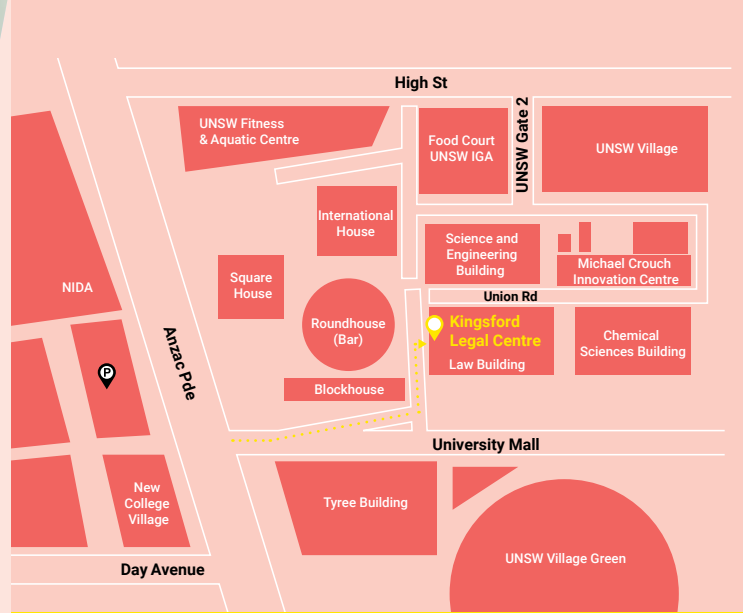 High St
UNSW Fitness
& Aquatic Centre
Food Court
UNSW IGA
UNSW Gate 2
UNSW Village
International
House
Science and
Engineering
Building
Michael Crouch
Innovation Centre
Square
House
NIDA
Union Rd
Roundhouse
(Bar)
Kingsford
Legal Centre
Law Building
Chemical
Sciences Building
Anzac Pde
P
Blockhouse
University Mall
New
College
Village
Tyree Building
UNSW Village Green
Day Avenue